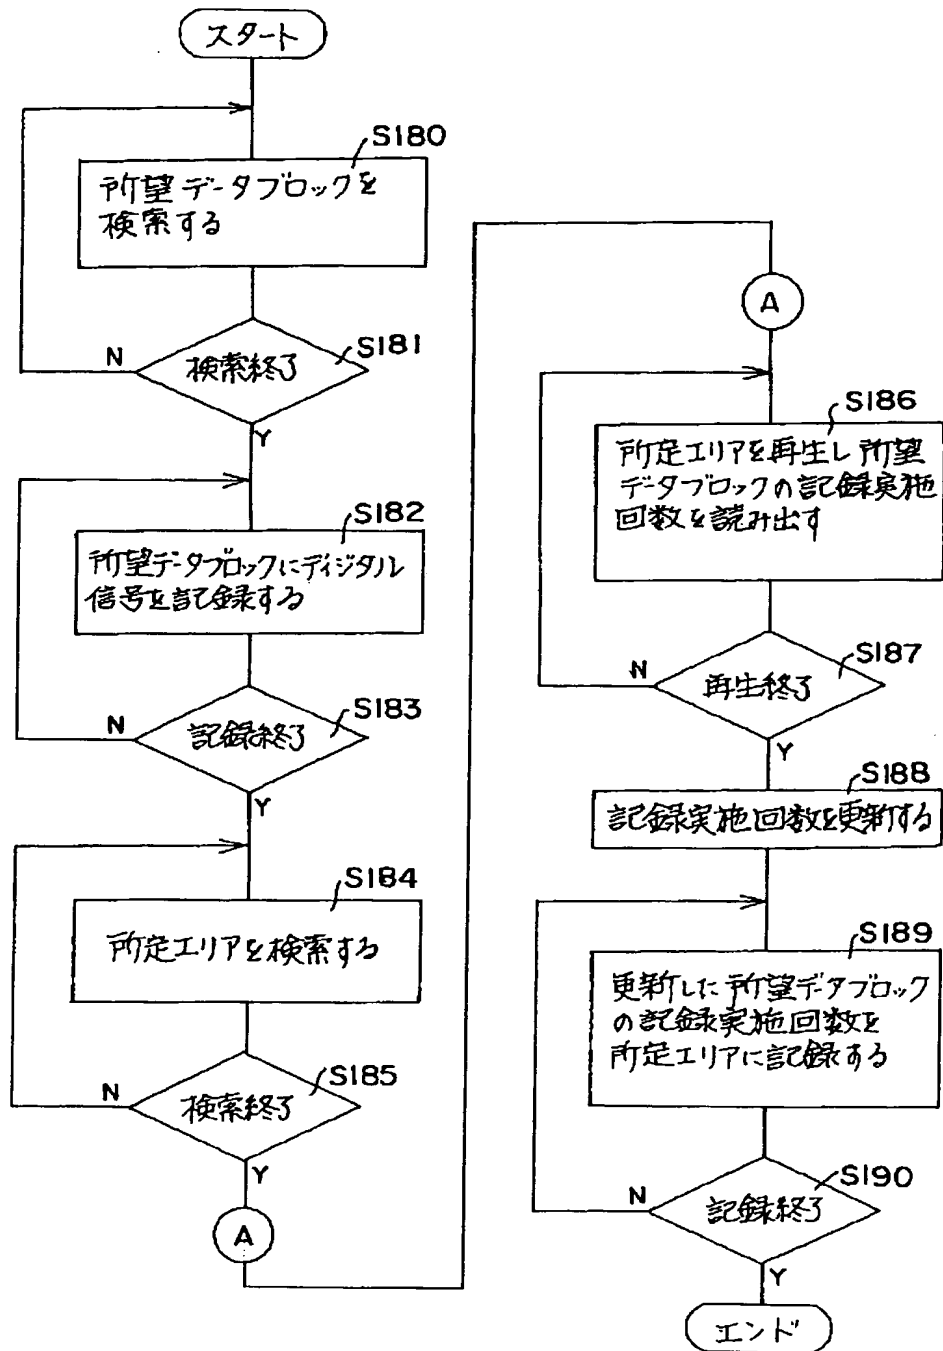 スタート
S180
所望データブロックを
検索する
S181
検索終了
N
Y
S182
所望データブロックにディジタル
信号を記録する
S183
記録終了
N
Y
S184
所定エリアを検索する
S185
検索終了
N
Y
A
A
S186
所定エリアを再生し所望
データブロックの記録実施
回数を読み出す
S187
再生終了
N
Y
S188
記録実施回数を更新する
S189
更新した所望データブロック
の記録実施回数を
所定エリアに記録する
S190
記録終了
N
Y
エンド